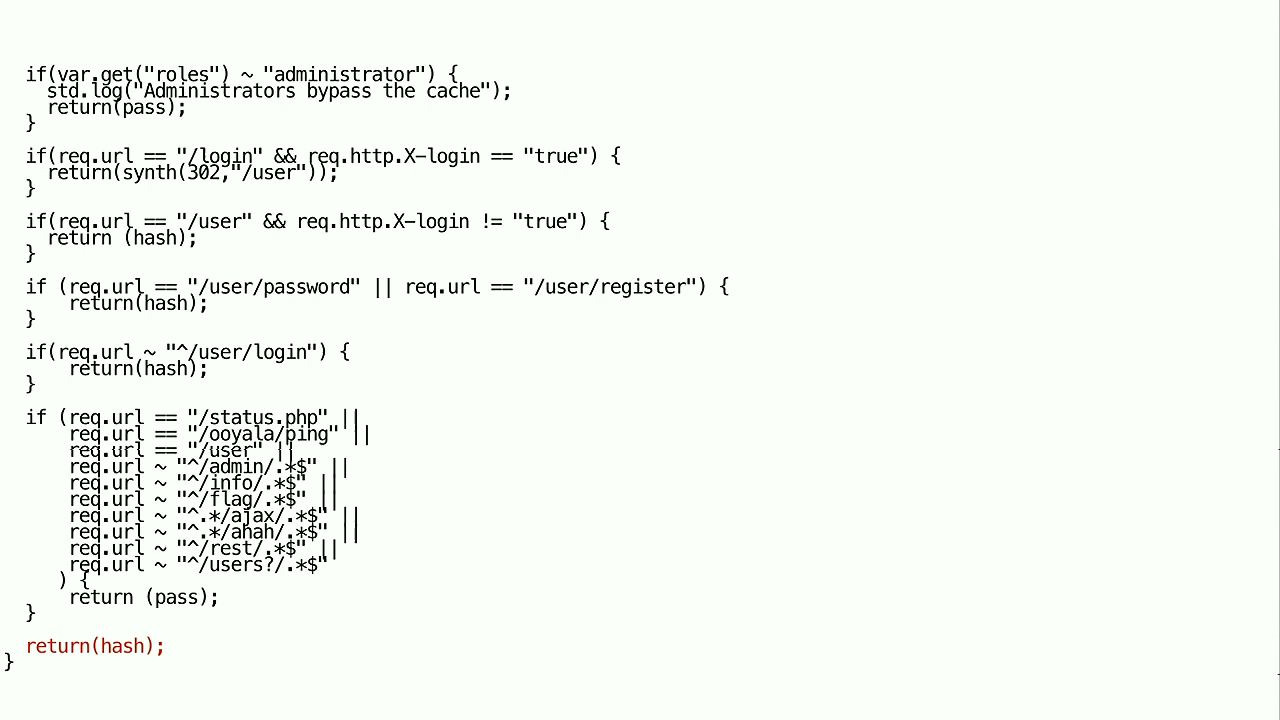 if(var.get("roles") ~ "administrator") {
std.log("Administrators bypass the cache");
return(pass);
}
if(req.url == "/login" && req.http.X-login == "true") {
return(synth(302,"/user"));
}
if(req.url == "/user" && req.http.X-login != "true") {
return (hash);
}
if (req.url == "/user/password" || req.url == "/user/register") {
return(hash);
}
if(req.url ~ "^/user/login") {
return(hash);
}
if (req.url == "/status.php" ||
req.url == "/ooyala/ping" ||
req.url == "/user" ||
req.url ~ "^/admin/.*$" ||
req.url ~ "^/info/.*$" ||
req.url ~ "^/flag/.*$" ||
req.url ~ "^.*/ajax/.*$" ||
req.url ~ "^.*/ahah/.*$" ||
req.url ~ "^/rest/.*$" ||
req.url ~ "^/users?/.*$"
) {
return (pass);
}
return(hash);
}